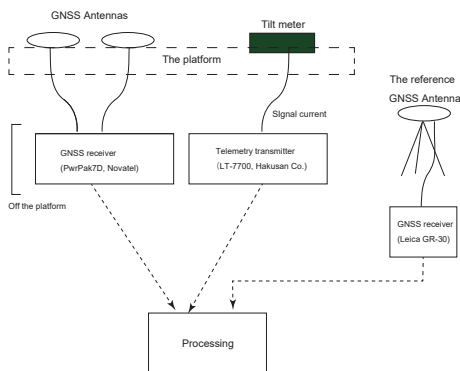 GNSS Antennas
Tilt meter
The platform
The reference
GNSS Antenna
SIgnal current
GNSS receiver
(PwrPak7D, Novatel)
Telemetry transmitter
(LT-7700, Hakusan Co.)
Off the platform
GNSS receiver
(Leica GR-30)
Processing